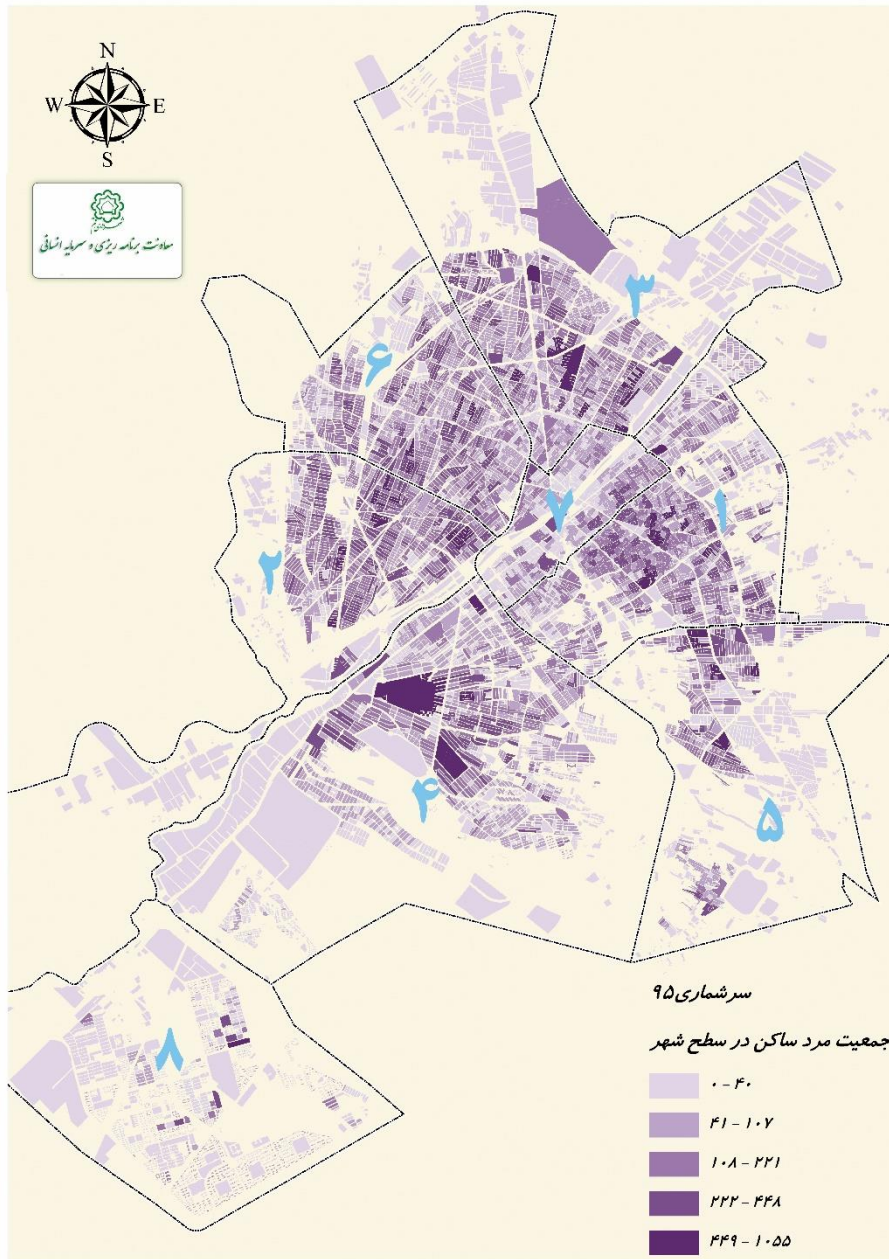 N
W E
S
معاونت برنامه ریزی و سرمایه انسانی
۳
۶
۷
۱
۲
۴
۵
۸
سرشماری۹۵
جمعیت مرد ساکن در سطح شهر
۰ - ۴۰
۴۱ - ۱۰۷
۱۰۸ - ۲۲۱
۲۲۲ - ۴۴۸
۴۴۹ - ۱۰۵۵